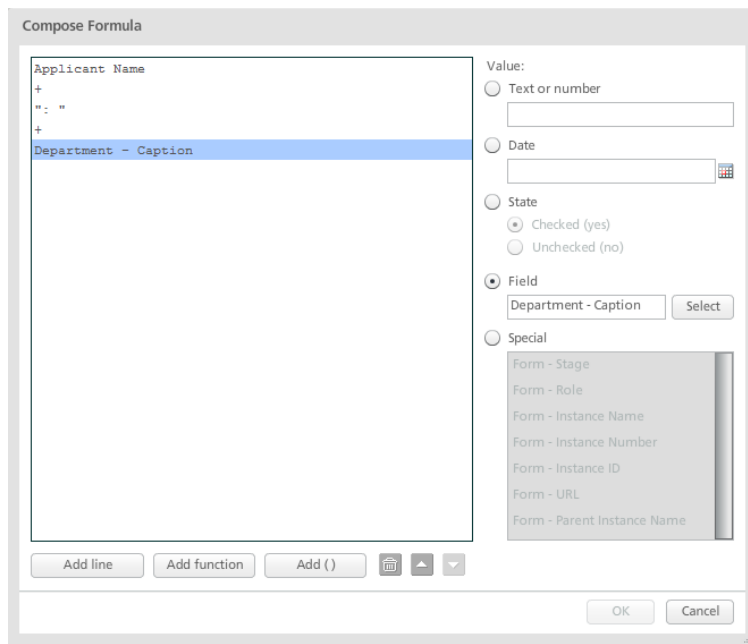 Compose Formula
Applicant Name
+
": "
+
Department - Caption
Value:
Text or number
Date
State
Checked (yes)
Unchecked (no)
Field
Department - Caption
Select
Special
Form - Stage
Form - Role
Form - Instance Name
Form - Instance Number
Form - Instance ID
Form - URL
Form - Parent Instance Name
Add line
Add function
Add ()
OK
Cancel